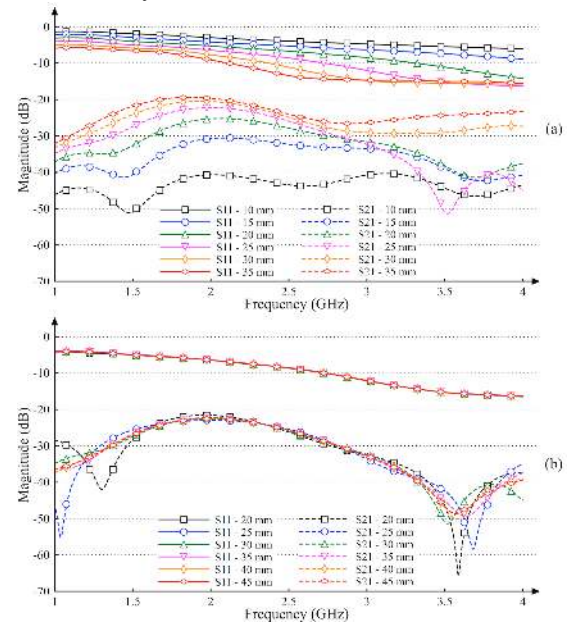 0
-10
-20
-30
-40
-50
-60
-70
Magnitude (dB)
(a)
S11 - 10 mm
S11 - 15 mm
S11 - 20 mm
S11 - 25 mm
S11 - 30 mm
S11 - 35 mm
S21 - 10 mm
S21 - 15 mm
S21 - 20 mm
S21 - 25 mm
S21 - 30 mm
S21 - 35 mm
1 1.5 2 2.5 3 3.5 4
Frequency (GHz)
0
-10
-20
-30
-40
-50
-60
-70
Magnitude (dB)
(b)
S11 - 20 mm
S11 - 25 mm
S11 - 30 mm
S11 - 35 mm
S11 - 40 mm
S11 - 45 mm
S21 - 20 mm
S21 - 25 mm
S21 - 30 mm
S21 - 35 mm
S21 - 40 mm
S21 - 45 mm
1 1.5 2 2.5 3 3.5 4
Frequency (GHz)